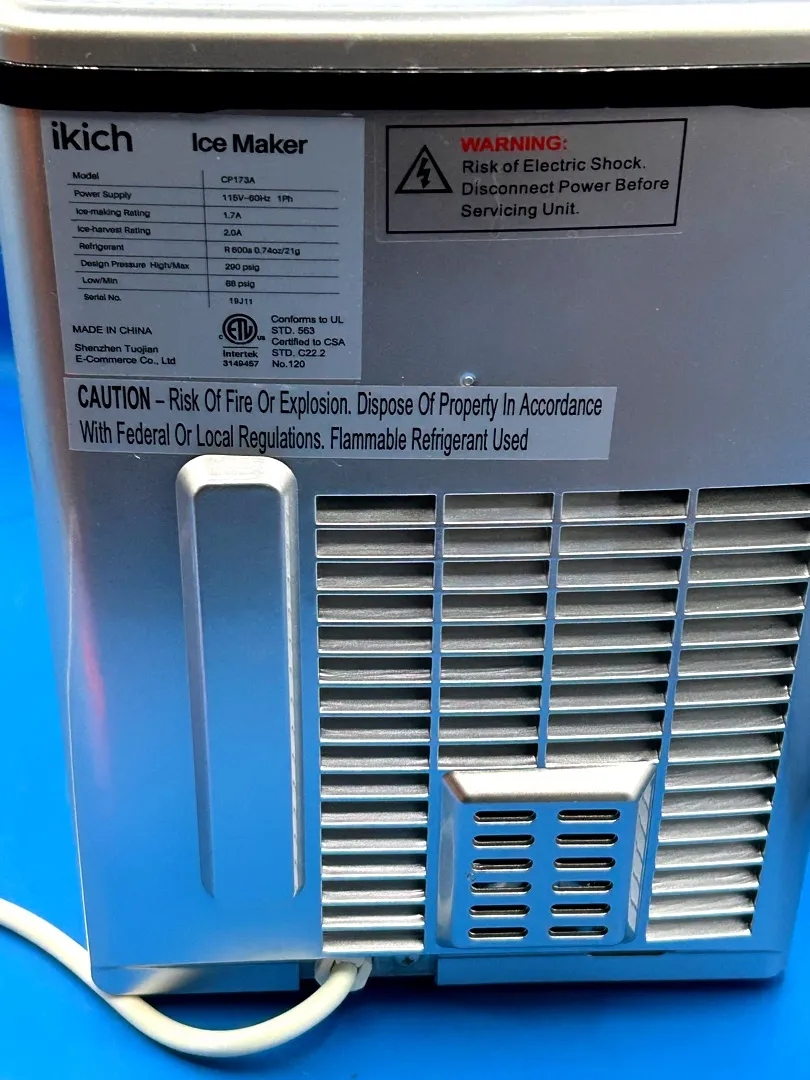 ikich Ice Maker
Model CP173A
Power Supply 115V~60Hz 1Ph
Ice-making Rating 1.7A
Ice-harvest Rating 2.0A
Refrigerant R 600a 0.74oz/21g
Design Pressure High/Max 290 psig
Low/Min 88 psig
Serial No. 19J11
MADE IN CHINA
Shenzhen Tuojian
E-Commerce Co., Ltd
C ETL US
Intertek
3149457
Conforms to UL
STD. 563
Certified to CSA
STD. C22.2
No.120
WARNING:
Risk of Electric Shock.
Disconnect Power Before
Servicing Unit.
CAUTION – Risk Of Fire Or Explosion. Dispose Of Property In Accordance
With Federal Or Local Regulations. Flammable Refrigerant Used